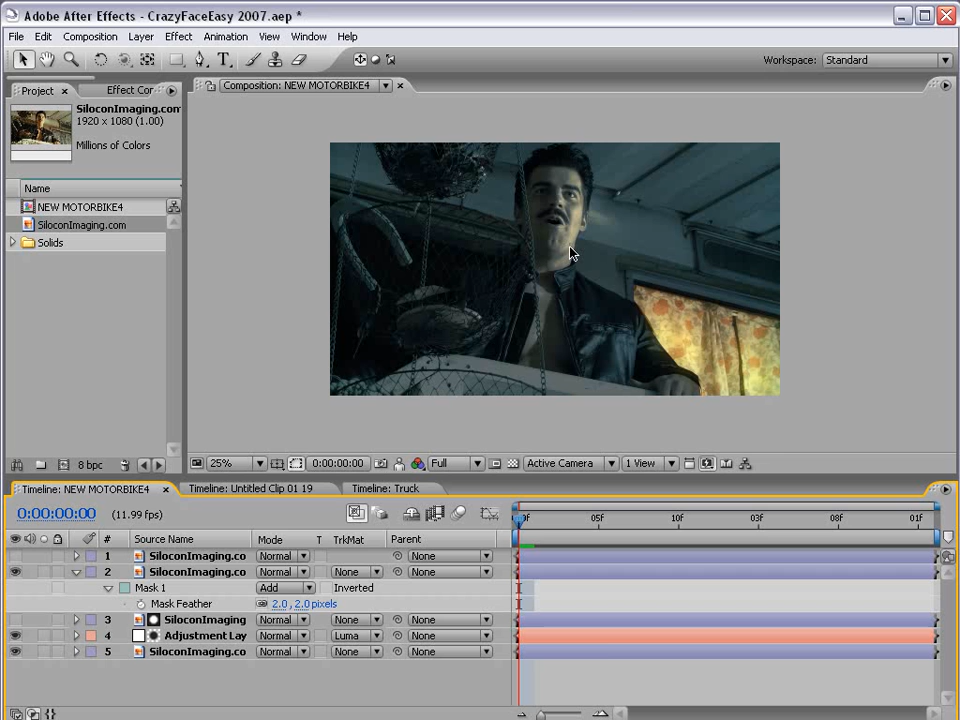 Adobe After Effects - CrazyFaceEasy 2007.aep *
File Edit Composition Layer Effect Animation View Window Help
Workspace: Standard
Project × Effect Cor
Composition: NEW MOTORBIKE4 ×
SiloconImaging.com
1920 x 1080 (1.00)
Millions of Colors
Name
NEW MOTORBIKE4
SiloconImaging.com
Solids
8 bpc
25% 0:00:00:00 Full Active Camera 1 View
Timeline: NEW MOTORBIKE4 × Timeline: Untitled Clip 01 19 Timeline: Truck
0:00:00:00 (11.99 fps)
05f 10f 03f 08f 01f
# Source Name Mode T TrkMat Parent
1 SiloconImaging.co Normal None
2 SiloconImaging.co Normal None None
Mask 1 Add Inverted
Mask Feather 2.0, 2.0 pixels
3 SiloconImaging Normal None None
4 Adjustment Lay Normal Luma None
5 SiloconImaging.co Normal None None